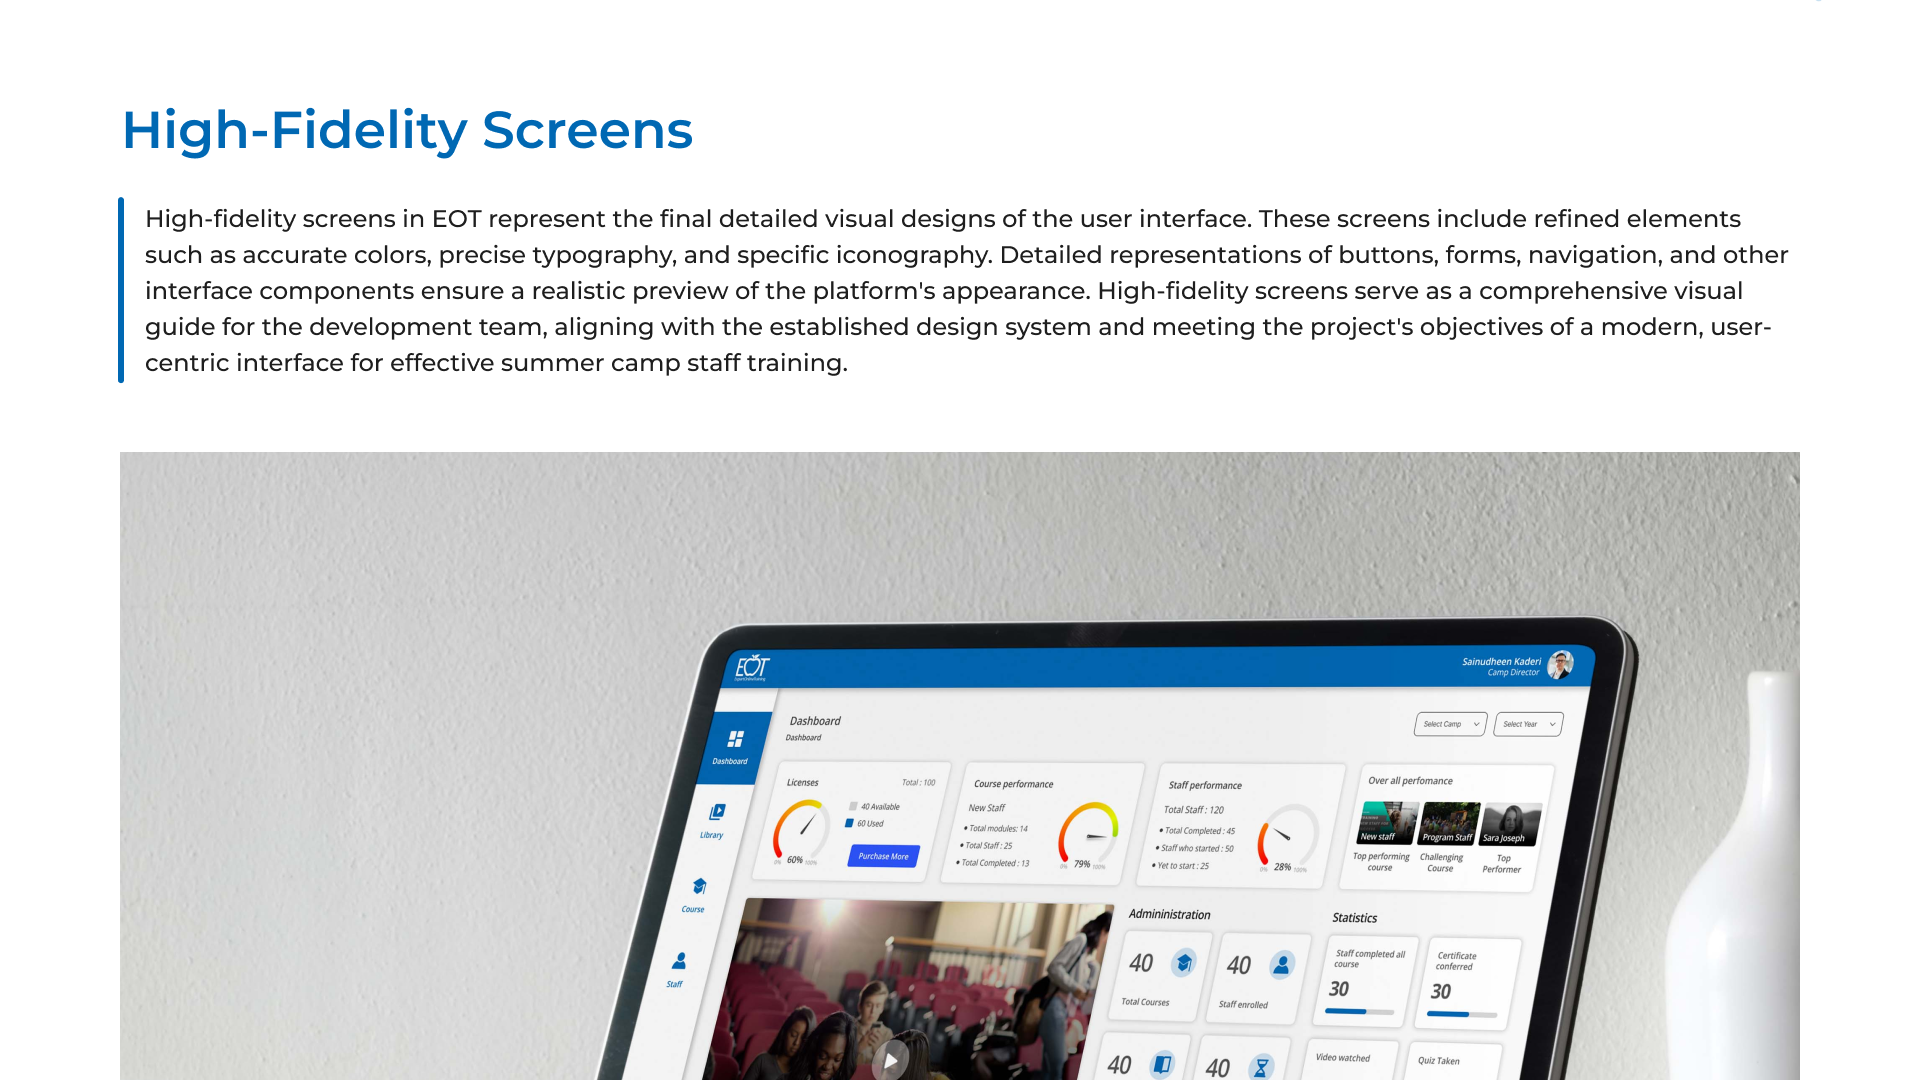 High-Fidelity Screens
High-fidelity screens in EOT represent the final detailed visual designs of the user interface. These screens include refined elements
such as accurate colors, precise typography, and specific iconography. Detailed representations of buttons, forms, navigation, and other
interface components ensure a realistic preview of the platform's appearance. High-fidelity screens serve as a comprehensive visual
guide for the development team, aligning with the established design system and meeting the project's objectives of a modern, user-
centric interface for effective summer camp staff training.
EOT
Sainudheen Kaderi
Camp Director
Dashboard
Dashboard
Select Camp
Select Year
Dashboard
Library
Course
Staff
Licenses
Total : 100
40 Available
60 Used
Purchase More
0%
60%
100%
Course performance
New Staff
• Total modules: 14
• Total Staff : 25
• Total Completed : 13
0%
79%
100%
Staff performance
Total Staff : 120
• Total Completed : 45
• Staff who started : 50
• Yet to start : 25
0%
28%
100%
Over all perfomance
New staff
Program Staff
Sara Joseph
Top performing
course
Challenging
Course
Top
Performer
Admininistration
40
Total Courses
40
Staff enrolled
40
40
Statistics
Staff completed all
course
30
Certificate
conferred
30
Video watched
Quiz Taken